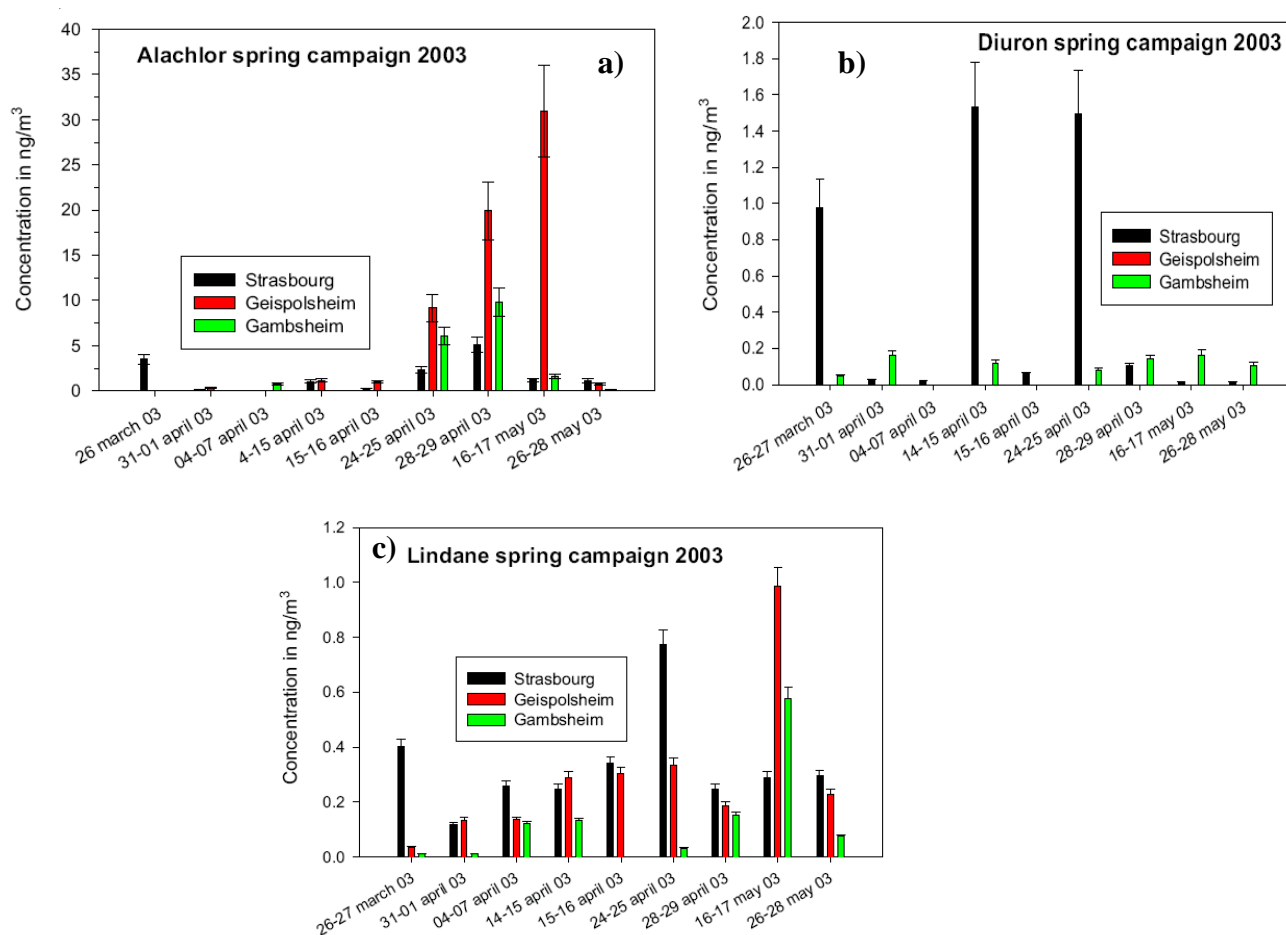 Alachlor spring campaign 2003
a)
Concentration in ng/m³
40
35
30
25
20
15
10
5
0
Strasbourg
Geispolsheim
Gambsheim
26 march 03
31-01 april 03
04-07 april 03
4-15 april 03
15-16 april 03
24-25 april 03
28-29 april 03
16-17 may 03
26-28 may 03
b)
Diuron spring campaign 2003
Concentration in ng/m³
2.0
1.8
1.6
1.4
1.2
1.0
0.8
0.6
0.4
0.2
0.0
Strasbourg
Geispolsheim
Gambsheim
26-27 march 03
31-01 april 03
04-07 april 03
14-15 april 03
15-16 april 03
24-25 april 03
28-29 april 03
16-17 may 03
26-28 may 03
c)
Lindane spring campaign 2003
Concentration in ng/m³
1.2
1.0
0.8
0.6
0.4
0.2
0.0
Strasbourg
Geispolsheim
Gambsheim
26-27 march 03
31-01 april 03
04-07 april 03
14-15 april 03
15-16 april 03
24-25 april 03
28-29 april 03
16-17 may 03
26-28 may 03